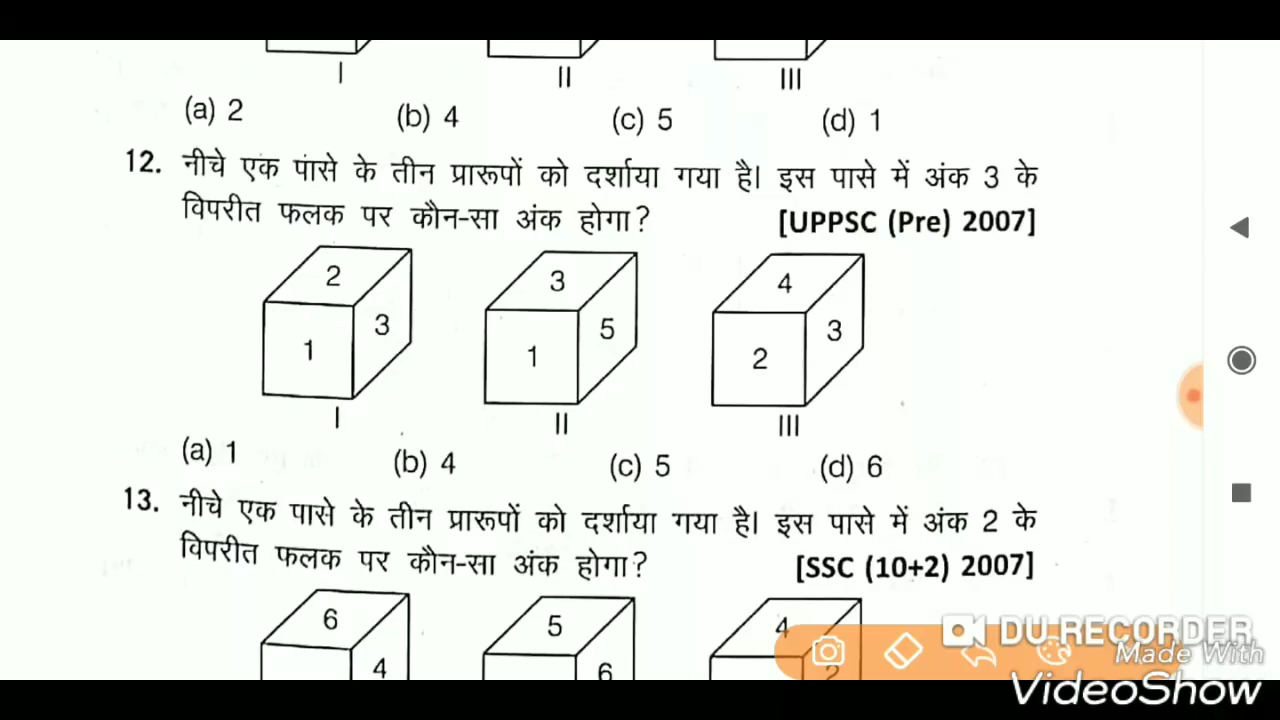 I II III
(a) 2 (b) 4 (c) 5 (d) 1
12. नीचे एक पासे के तीन प्रारूपों को दर्शाया गया है। इस पासे में अंक 3 के
विपरीत फलक पर कौन-सा अंक होगा? [UPPSC (Pre) 2007]
2 3 4
1 3 1 5 2 3
I II III
(a) 1 (b) 4 (c) 5 (d) 6
13. नीचे एक पासे के तीन प्रारूपों को दर्शाया गया है। इस पासे में अंक 2 के
विपरीत फलक पर कौन-सा अंक होगा? [SSC (10+2) 2007]
6 5 4
4 6 2
DU RECORDER
Made With
VideoShow